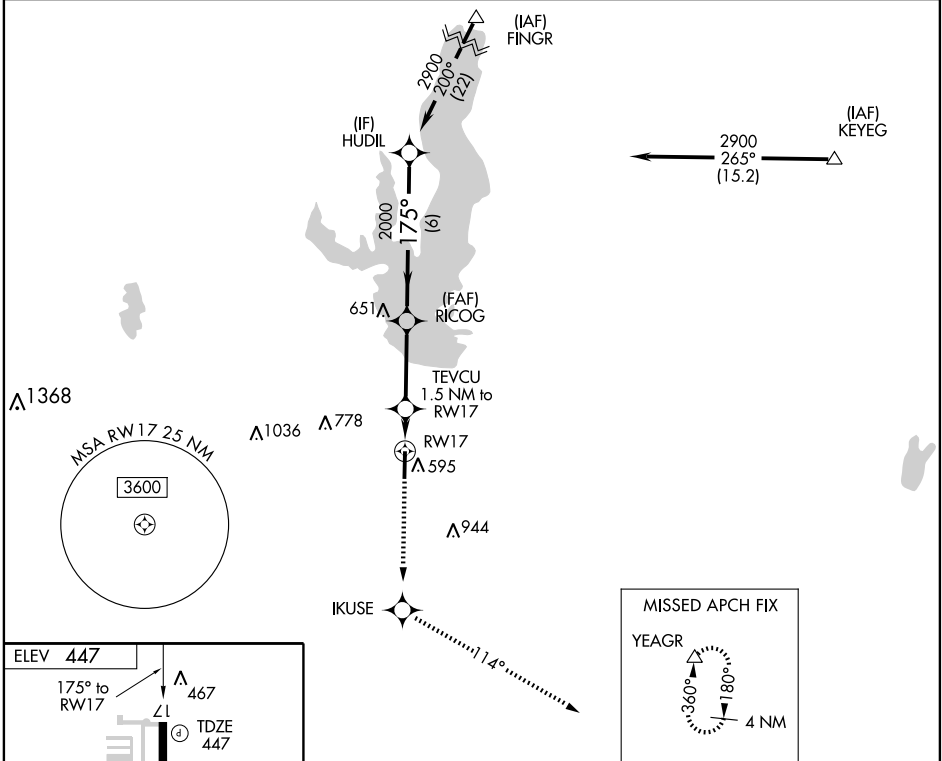 (IAF)
FINGR
2900
200°
(22)
(IF)
HUDIL
(IAF)
KEYEG
2900
265°
(15.2)
2000
175°
(6)
651
(FAF)
RICOG
TEVCU
1.5 NM to
RW17
1368
1036
778
RW17
595
MSA RW17 25 NM
3600
944
IKUSE
114°
MISSED APCH FIX
YEAGR
360°
180°
4 NM
ELEV 447
175° to
RW17
467
17
P
TDZE
447